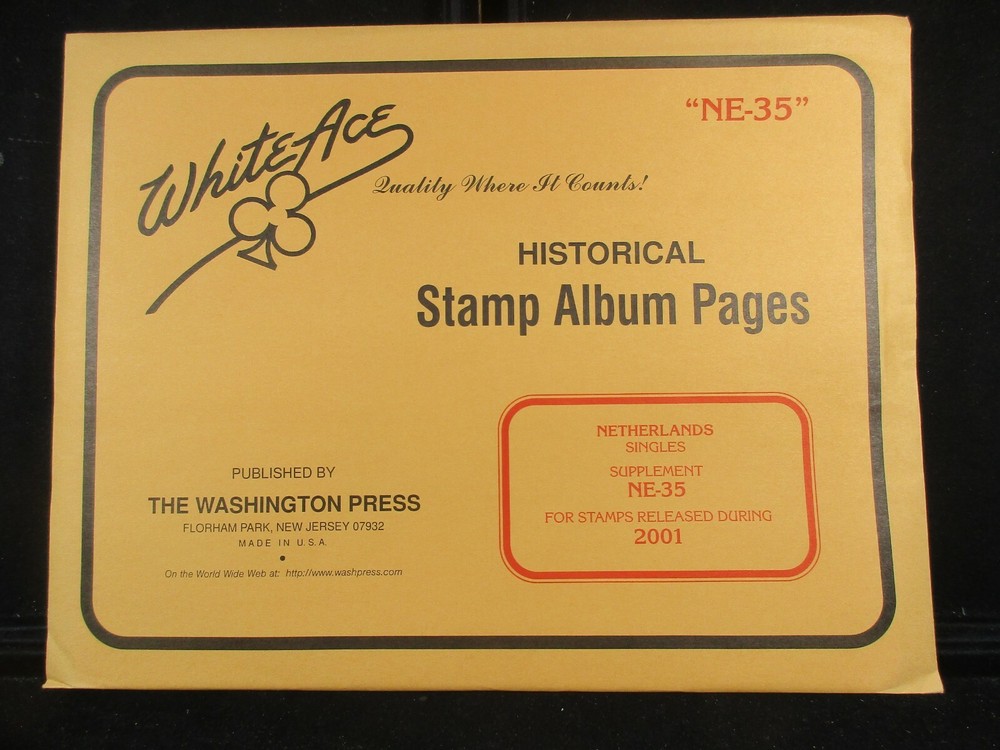 White Ace
"NE-35"
Quality Where It Counts!
HISTORICAL
Stamp Album Pages
NETHERLANDS
SINGLES
SUPPLEMENT
NE-35
FOR STAMPS RELEASED DURING
2001
PUBLISHED BY
THE WASHINGTON PRESS
FLORHAM PARK, NEW JERSEY 07932
MADE IN U.S.A.
On the World Wide Web at: http://www.washpress.com